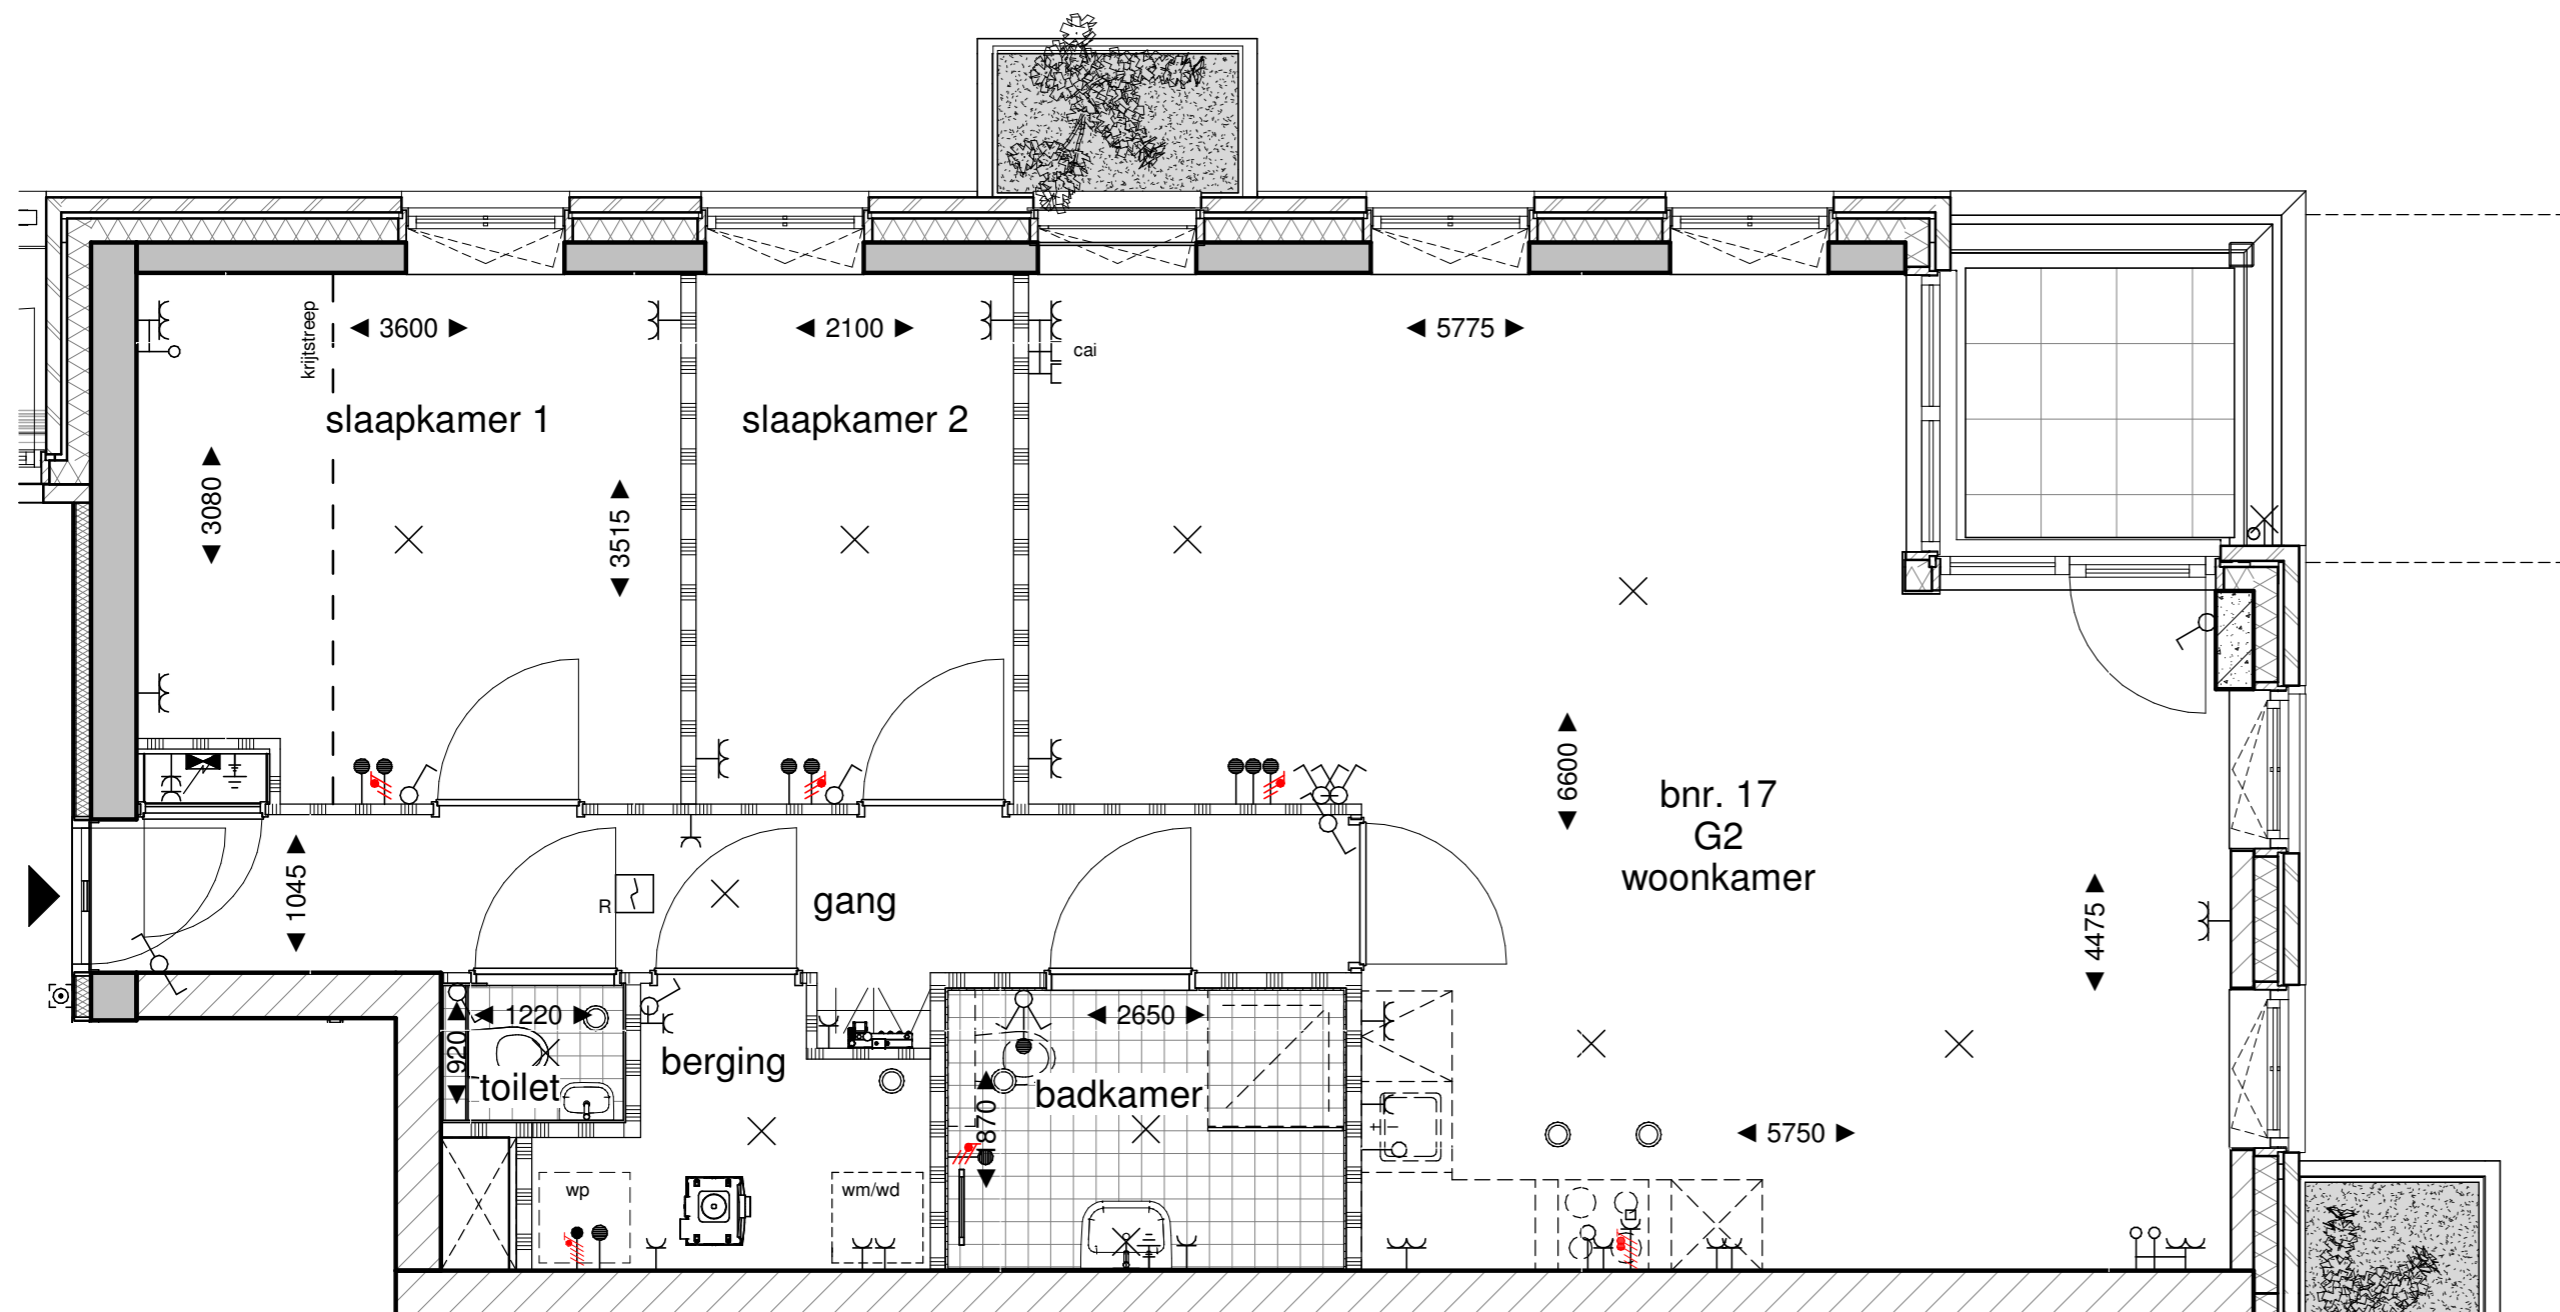 krijtstreep
3600
2100
5775
cai
slaapkamer 1
slaapkamer 2
3080
3515
6600
bnr. 17
G2
woonkamer
1045
R
gang
4475
1220
2650
920
toilet
berging
badkamer
1870
5750
wp
wm/wd